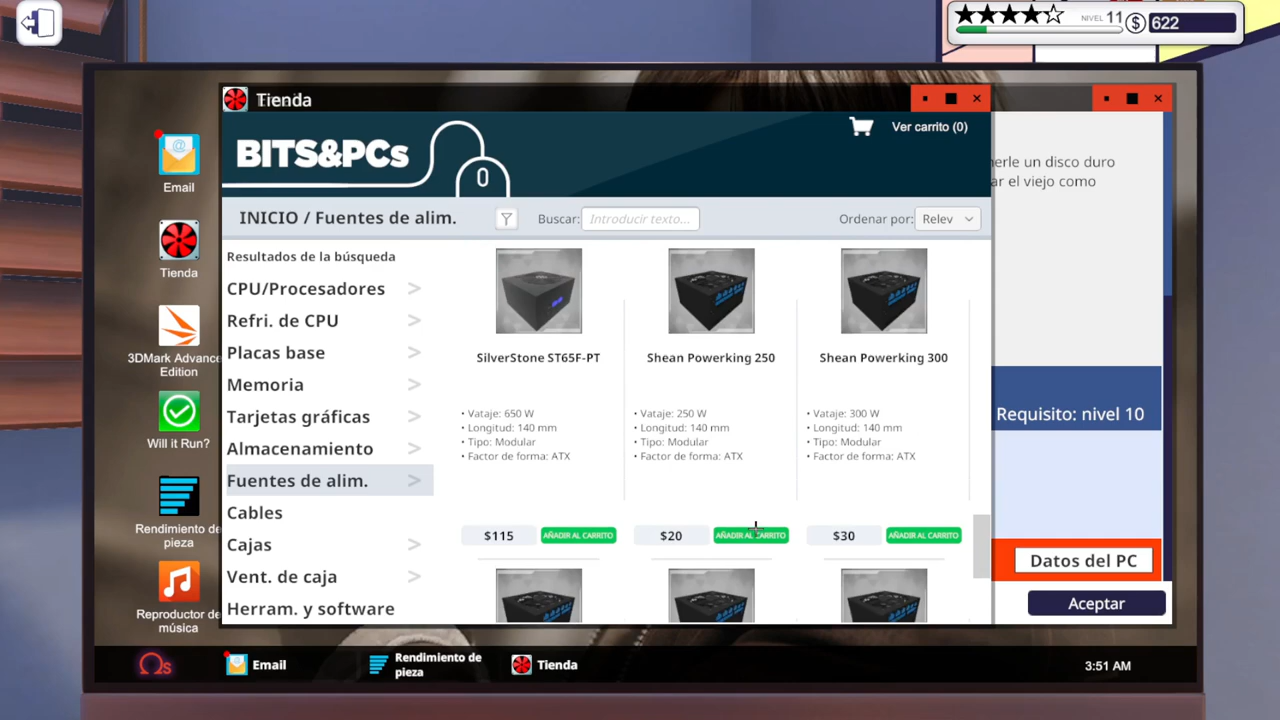 NIVEL 11
$ 622
Tienda
BITS&PCs
Ver carrito (0)
INICIO / Fuentes de alim.
Buscar: Introducir texto...
Ordenar por: Relev
Resultados de la búsqueda
CPU/Procesadores >
Refri. de CPU >
Placas base >
Memoria >
Tarjetas gráficas >
Almacenamiento >
Fuentes de alim. >
Cables
Cajas >
Vent. de caja >
Herram. y software
SilverStone ST65F-PT
• Vataje: 650 W
• Longitud: 140 mm
• Tipo: Modular
• Factor de forma: ATX
$115 AÑADIR AL CARRITO
Shean Powerking 250
• Vataje: 250 W
• Longitud: 140 mm
• Tipo: Modular
• Factor de forma: ATX
$20 AÑADIR AL CARRITO
Shean Powerking 300
• Vataje: 300 W
• Longitud: 140 mm
• Tipo: Modular
• Factor de forma: ATX
$30 AÑADIR AL CARRITO
nerle un disco duro
ar el viejo como
Requisito: nivel 10
Datos del PC
Aceptar
Email
Tienda
3DMark Advance
Edition
Will it Run?
Rendimiento de
pieza
Reproductor de
música
Ωs
Email
Rendimiento de
pieza
Tienda
3:51 AM